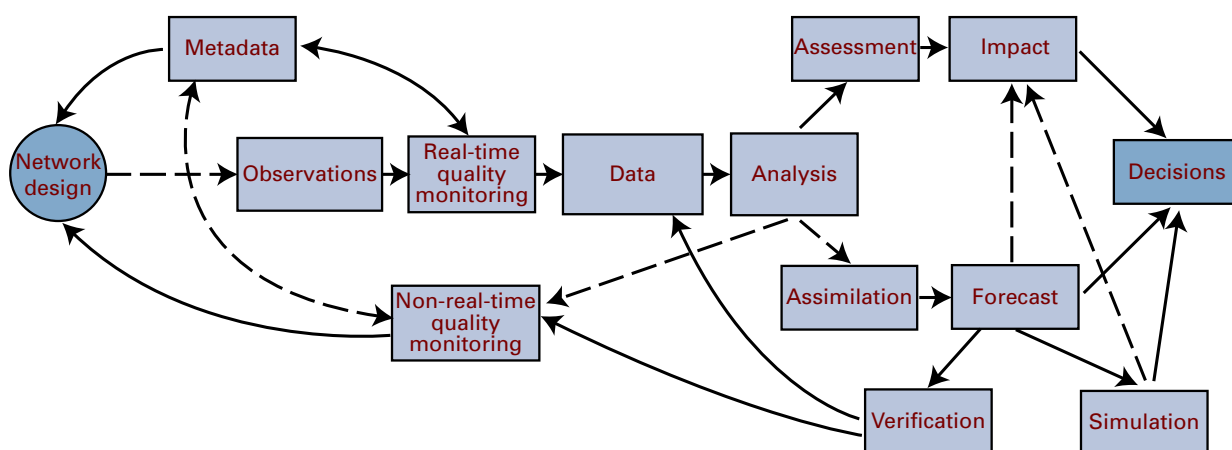 Metadata
Assessment
Impact
Network
design
Observations
Real-time
quality
monitoring
Data
Analysis
Decisions
Non-real-time
quality
monitoring
Assimilation
Forecast
Verification
Simulation